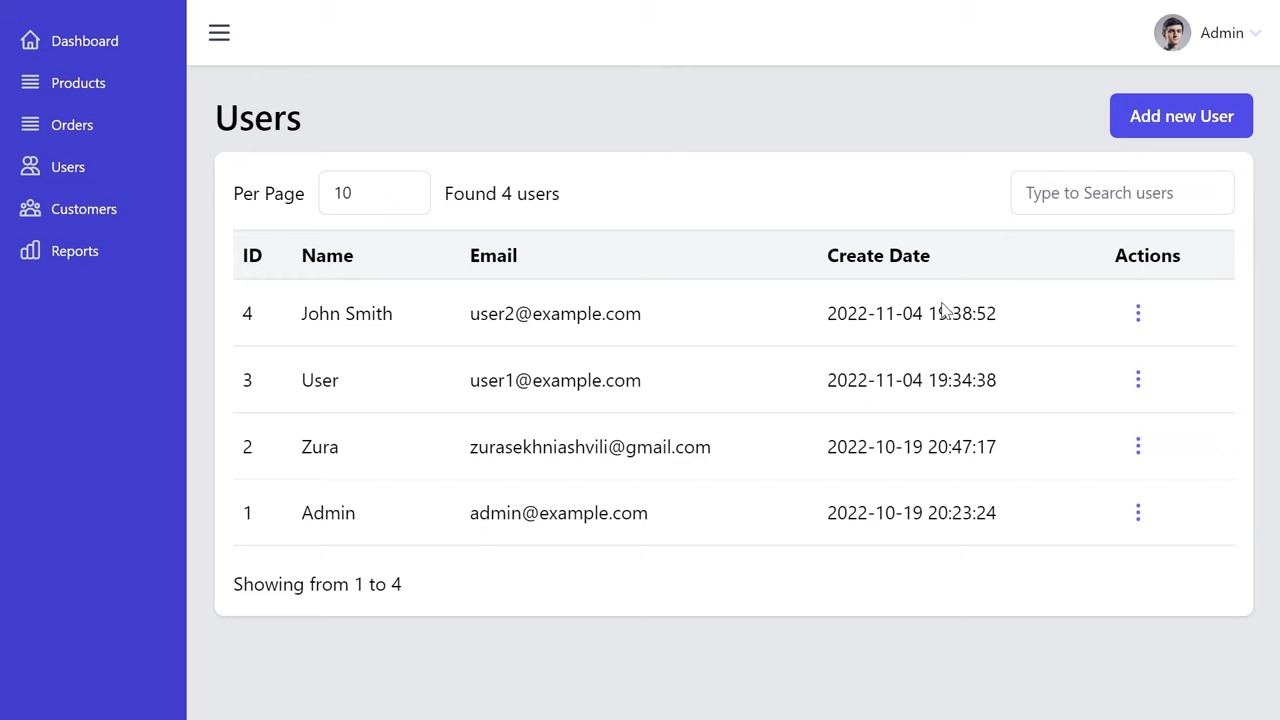 Dashboard
Products
Orders
Users
Customers
Reports
Admin
Users
Add new User
Per Page 10 Found 4 users Type to Search users
ID Name Email Create Date Actions
4 John Smith user2@example.com 2022-11-04
3 User user1@example.com 2022-11-04 19:34:38
2 Zura zurasekhniashvili@gmail.com 2022-10-19 20:47:17
1 Admin admin@example.com 2022-10-19 20:23:24
Showing from 1 to 4